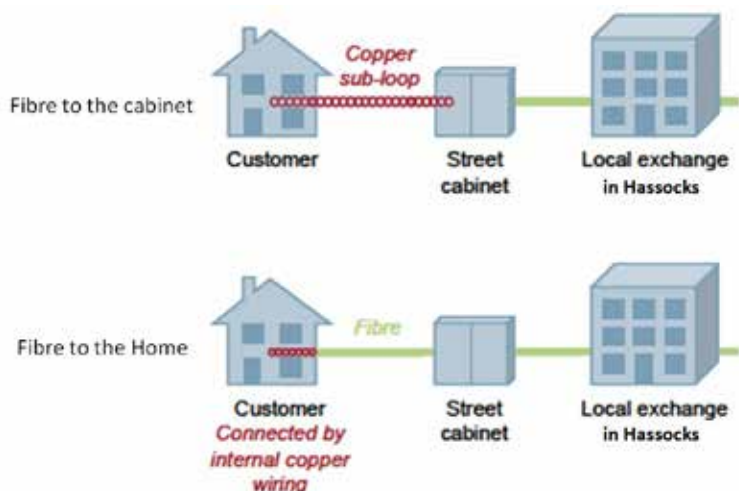 Copper
sub-loop
Fibre to the cabinet
Customer
Street
cabinet
Local exchange
in Hassocks
Fibre
Fibre to the Home
Customer
Connected by
internal copper
wiring
Street
cabinet
Local exchange
in Hassocks